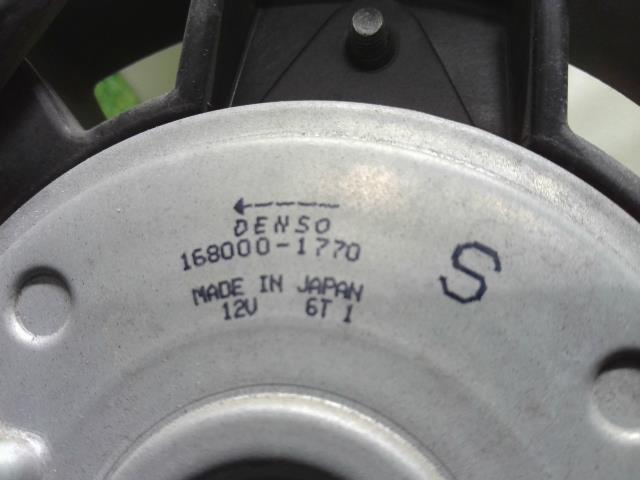 DENSO
168000-1770
S
MADE IN JAPAN
12V 6T 1